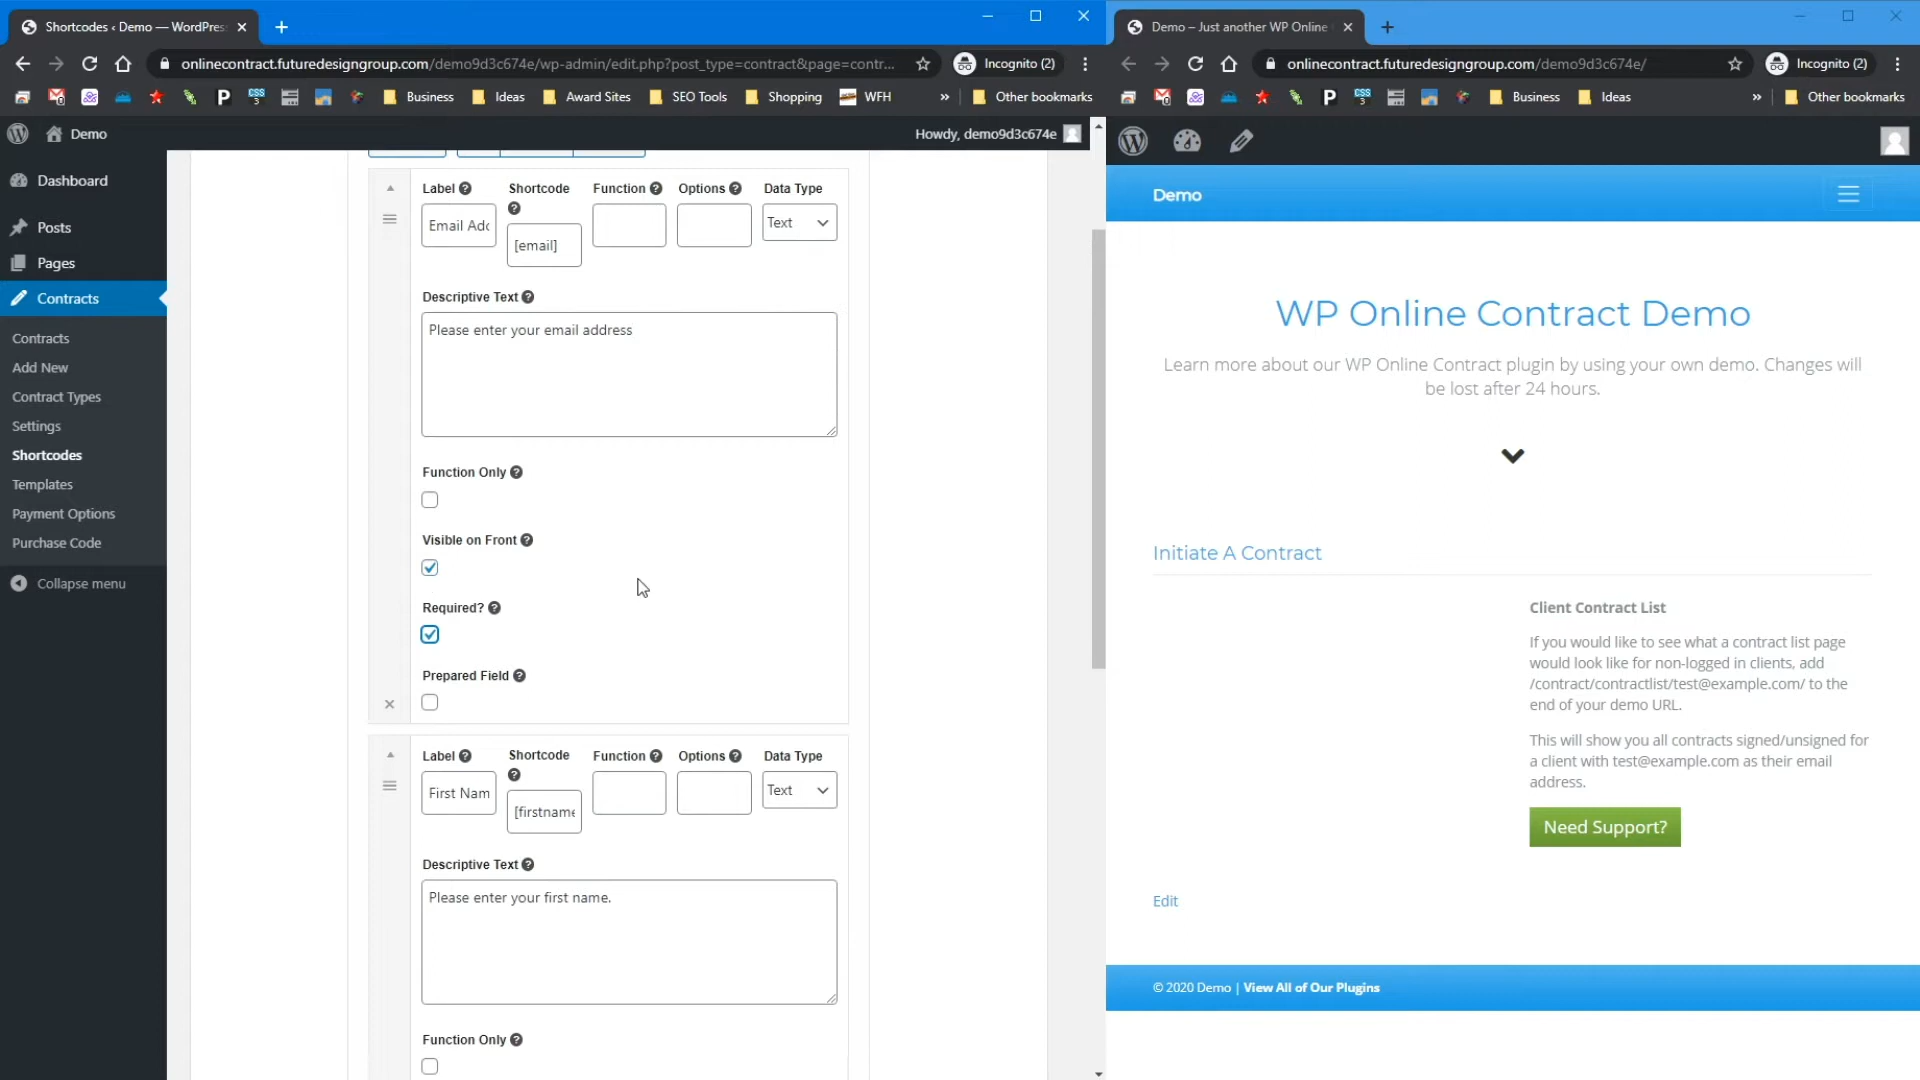 Shortcodes ‹ Demo — WordPres
onlinecontract.futuredesigngroup.com/demo9d3c674e/wp-admin/edit.php?post_type=contract&page=contr...
Incognito (2)
Business
Ideas
Award Sites
SEO Tools
Shopping
WFH
»
Other bookmarks
Demo
Howdy, demo9d3c674e
Dashboard
Posts
Pages
Contracts
Contracts
Add New
Contract Types
Settings
Shortcodes
Templates
Payment Options
Purchase Code
Collapse menu
Label
Shortcode
Function
Options
Data Type
Email Add
[email]
Text
Descriptive Text
Please enter your email address
Function Only
Visible on Front
Required?
Prepared Field
Label
Shortcode
Function
Options
Data Type
First Nam
[firstname
Text
Descriptive Text
Please enter your first name.
Function Only
Demo – Just another WP Online
onlinecontract.futuredesigngroup.com/demo9d3c674e/
Incognito (2)
Business
Ideas
»
Other bookmarks
Demo
WP Online Contract Demo
Learn more about our WP Online Contract plugin by using your own demo. Changes will
be lost after 24 hours.
Initiate A Contract
Client Contract List
If you would like to see what a contract list page
would look like for non-logged in clients, add
/contract/contractlist/test@example.com/ to the
end of your demo URL.
This will show you all contracts signed/unsigned for
a client with test@example.com as their email
address.
Need Support?
Edit
© 2020 Demo | View All of Our Plugins